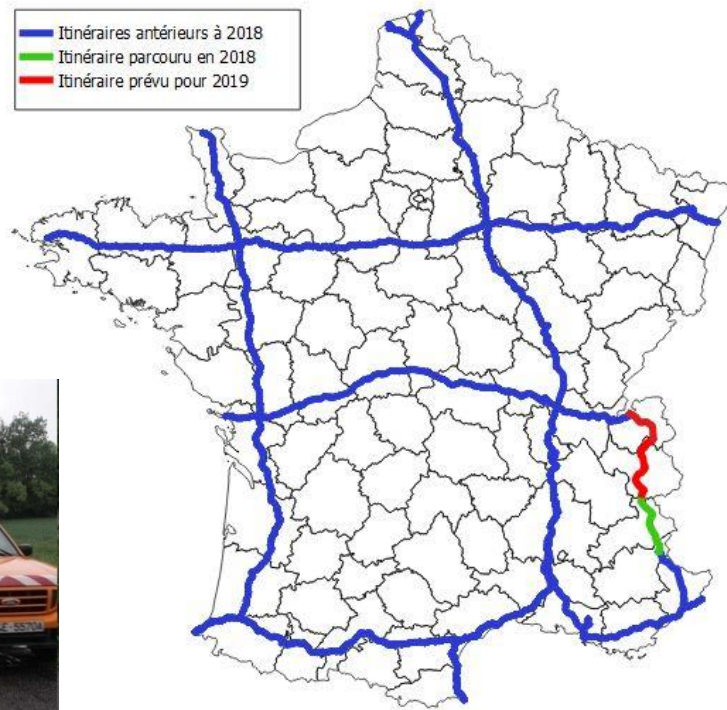 Itinéraires antérieurs à 2018
Itinéraire parcouru en 2018
Itinéraire prévu pour 2019